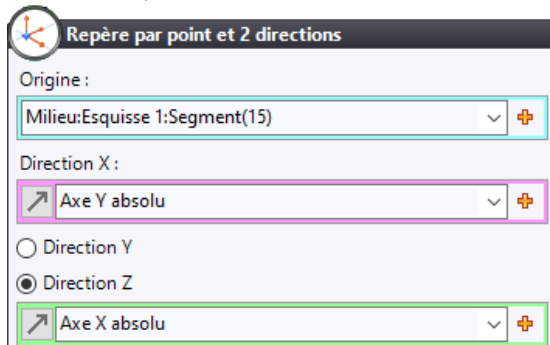 Repère par point et 2 directions
Origine :
Milieu:Esquisse 1:Segment(15)
Direction X :
Axe Y absolu
Direction Y
Direction Z
Axe X absolu